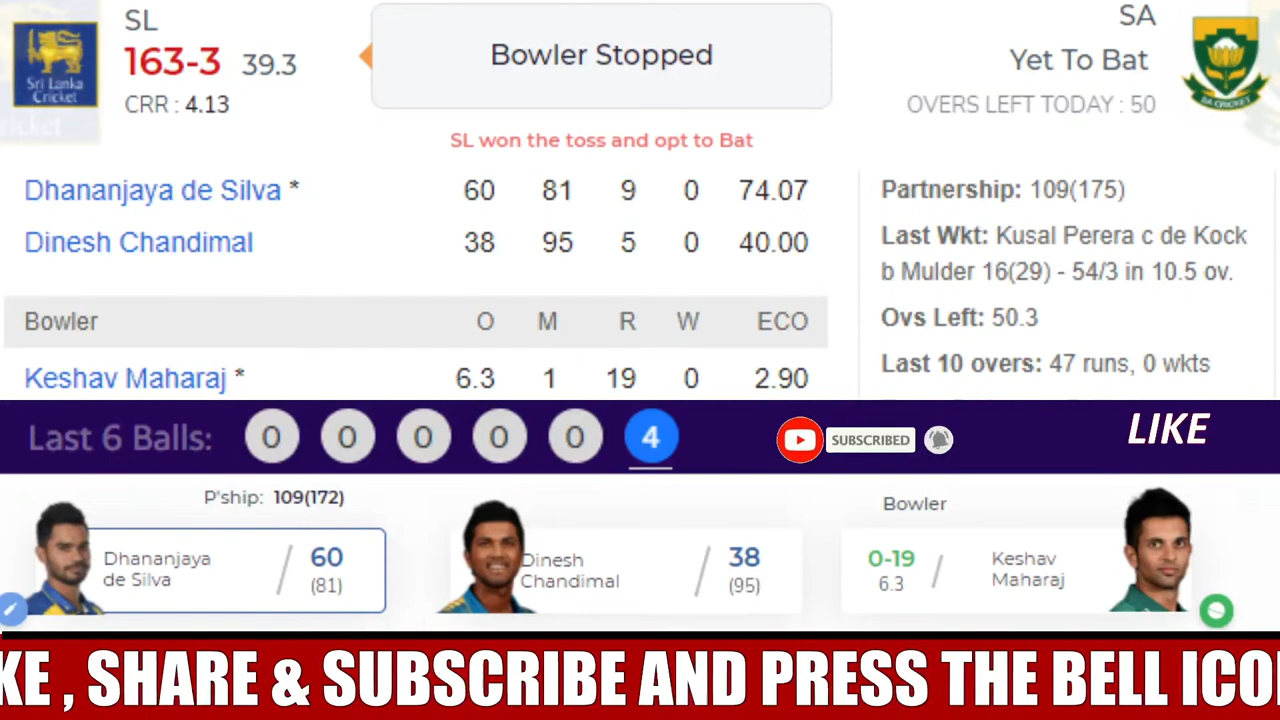 SL
163-3 39.3
CRR : 4.13
Sri Lanka
Cricket
Bowler Stopped
SA
Yet To Bat
OVERS LEFT TODAY : 50
SA CRICKET
SL won the toss and opt to Bat
Dhananjaya de Silva * 60 81 9 0 74.07
Dinesh Chandimal 38 95 5 0 40.00
Bowler O M R W ECO
Keshav Maharaj * 6.3 1 19 0 2.90
Partnership: 109(175)
Last Wkt: Kusal Perera c de Kock
b Mulder 16(29) - 54/3 in 10.5 ov.
Ovs Left: 50.3
Last 10 overs: 47 runs, 0 wkts
Last 6 Balls: 0 0 0 0 0 4
SUBSCRIBED
LIKE
P'ship: 109(172)
Dhananjaya
de Silva
/ 60
(81)
Dinesh
Chandimal
/ 38
(95)
Bowler
0-19
6.3
/ Keshav
Maharaj
KE , SHARE & SUBSCRIBE AND PRESS THE BELL ICO